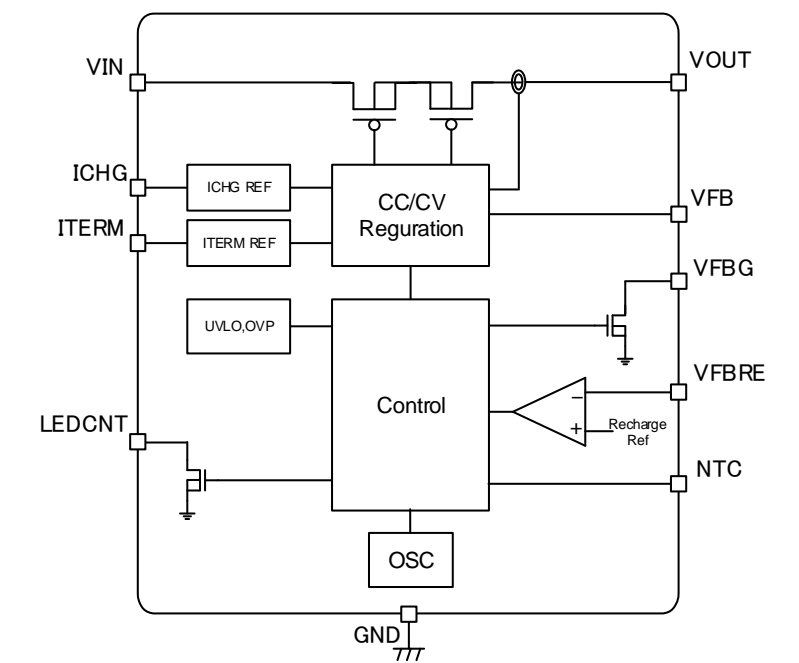 VIN
VOUT
ICHG
ICHG REF
CC/CV
Reguration
VFB
ITERM
ITERM REF
VFBG
UVLO,OVP
Control
VFBRE
−
+
Recharge
Ref
LEDCNT
NTC
OSC
GND